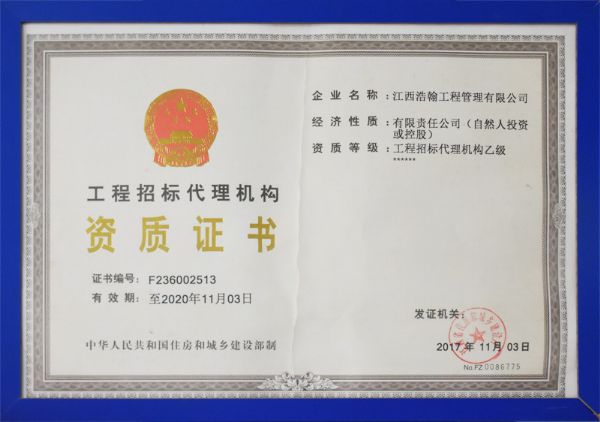 工程招标代理机构
资质证书
证书编号：F236002513
有效期：至2020年11月03日
中华人民共和国住房和城乡建设部制
企业名称：江西浩翰工程管理有限公司
经济性质：有限责任公司（自然人投资
或控股）
资质等级：工程招标代理机构乙级
******
发证机关：
2017年11月03日
No.FZ 0086775